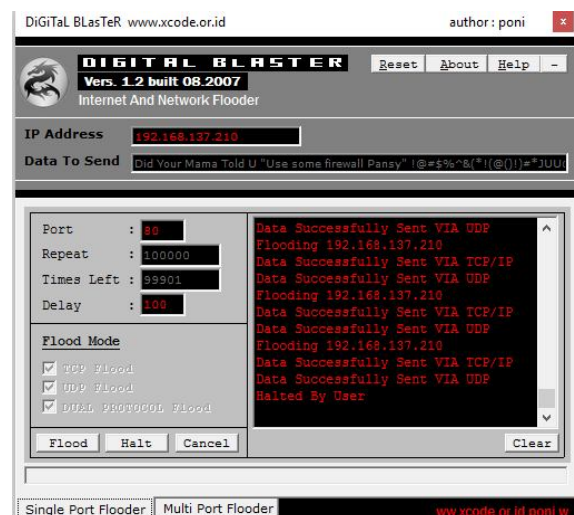 DiGiTaL BLasTeR www.xcode.or.id author : poni x
DIGITAL BLASTER
Reset About Help -
Vers. 1.2 built 08.2007
Internet And Network Flooder
IP Address 192.168.137.210
Data To Send Did Your Mama Told U "Use some firewall Pansy" !@#$%^&(*!(@()!)#*JUU(
Port : 80
Repeat : 100000
Times Left : 99901
Delay : 100
Flood Mode
TCP Flood
UDP Flood
DUAL PROTOCOL Flood
Flood Halt Cancel
Data Successfully Sent VIA UDP
Flooding 192.168.137.210
Data Successfully Sent VIA TCP/IP
Data Successfully Sent VIA UDP
Flooding 192.168.137.210
Data Successfully Sent VIA TCP/IP
Data Successfully Sent VIA UDP
Flooding 192.168.137.210
Data Successfully Sent VIA TCP/IP
Data Successfully Sent VIA UDP
Halted By User
Clear
Single Port Flooder Multi Port Flooder